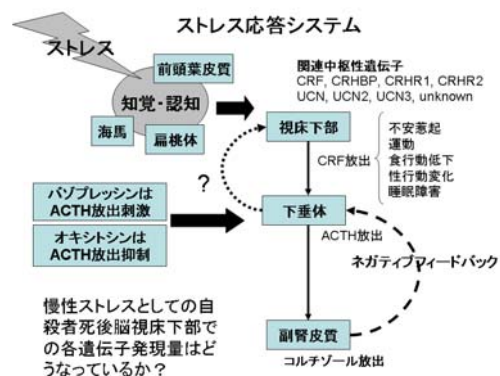 ストレス応答システム
ストレス
前頭葉皮質
知覚・認知
海馬
扁桃体
関連中枢性遺伝子
CRF, CRHBP, CRHR1, CRHR2
UCN, UCN2, UCN3, unknown
視床下部
CRF放出
不安惹起
運動
食行動低下
性行動変化
睡眠障害
?
バゾプレッシンは
ACTH放出刺激
オキシトシンは
ACTH放出抑制
下垂体
ACTH放出
ネガティブフィードバック
副腎皮質
コルチゾール放出
慢性ストレスとしての自
殺者死後脳視床下部で
の各遺伝子発現量はど
うなっているか？